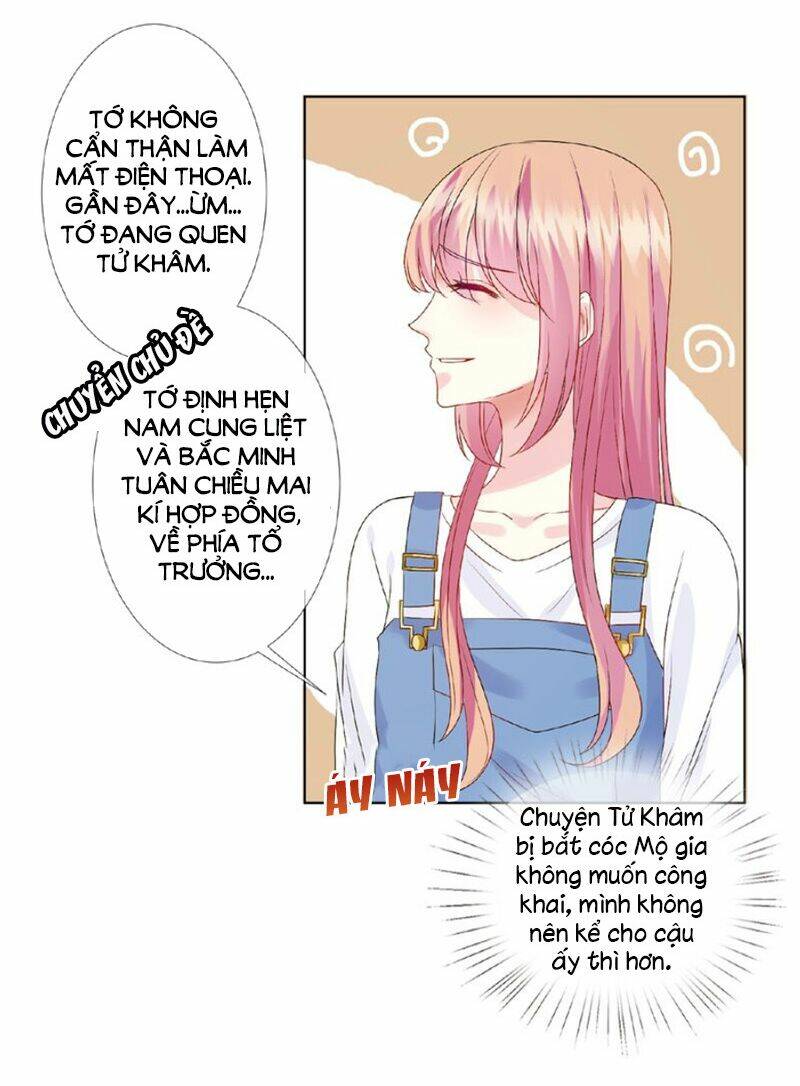 TỚ KHÔNG
CẨN THẬN LÀM
MẤT ĐIỆN THOẠI.
GẦN ĐÂY...ỪM...
TỚ ĐANG QUEN
TỬ KHÂM.
CHUYỂN CHỦ ĐỀ
TỚ ĐỊNH HẸN
NAM CUNG LIỆT
VÀ BẮC MINH
TUÂN CHIỀU MAI
KÍ HỢP ĐỒNG,
VỀ PHÍA TỔ
TRƯỞNG...
ÁY NÁY
Chuyện Tử Khâm
bị bắt cóc Mộ gia
không muốn công
khai, mình không
nên kể cho cậu
ấy thì hơn.